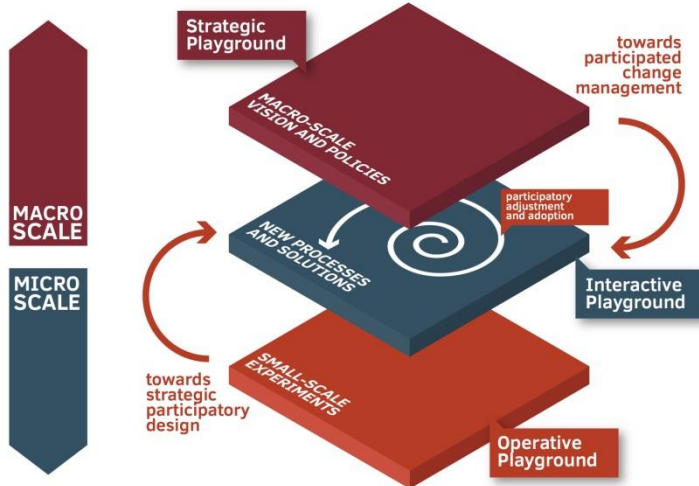 Strategic
Playground
towards
participated
change
management
MACRO-SCALE
VISION AND POLICIES
MACRO
SCALE
participatory
adjustment
and adoption
NEW PROCESSES
AND SOLUTIONS
MICRO
SCALE
Interactive
Playground
SMALL-SCALE
EXPERIMENTS
towards
strategic
participatory
design
Operative
Playground